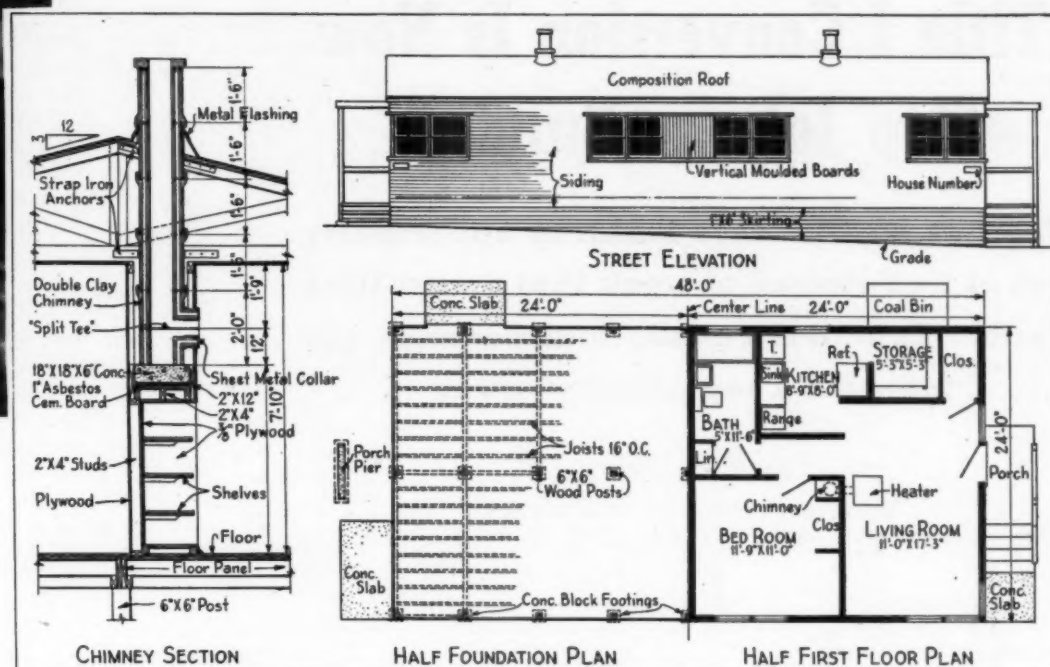 12
3
Metal Flashing
1'-6"
1'-6"
1'-6"
1'-6"
1'-9"
2'-0"
12"
7'-10"
Strap Iron
Anchors
Double Clay
Chimney
"Split Tee"
18"X18"X6" Conc.
1" Asbestos
Cem. Board
Sheet Metal Collar
2"X12"
2"X4"
Plywood
2"X4" Studs
Plywood
Shelves
Floor
Floor Panel
6"X6" Post
CHIMNEY SECTION
Composition Roof
Siding
Vertical Moulded Boards
House Number
1"X6" Skirting
Grade
STREET ELEVATION
48'-0"
24'-0"
Center Line
24'-0"
Conc. Slab
Coal Bin
Joists 16" O.C.
6"X6"
Wood Posts
Porch
Pier
Conc.
Slab
Conc. Block Footings
HALF FOUNDATION PLAN
T.
Sink
KITCHEN
8'-9"X8'-0"
Range
Ref.
STORAGE
5'-3"X5'-3"
Clos.
BATH
5'X11'-6"
Lin.
Chimney
Heater
Clos.
BED ROOM
11'-9"X11'-0"
LIVING ROOM
11'-0"X17'-3"
Porch
24'-0"
Conc.
Slab
HALF FIRST FLOOR PLAN